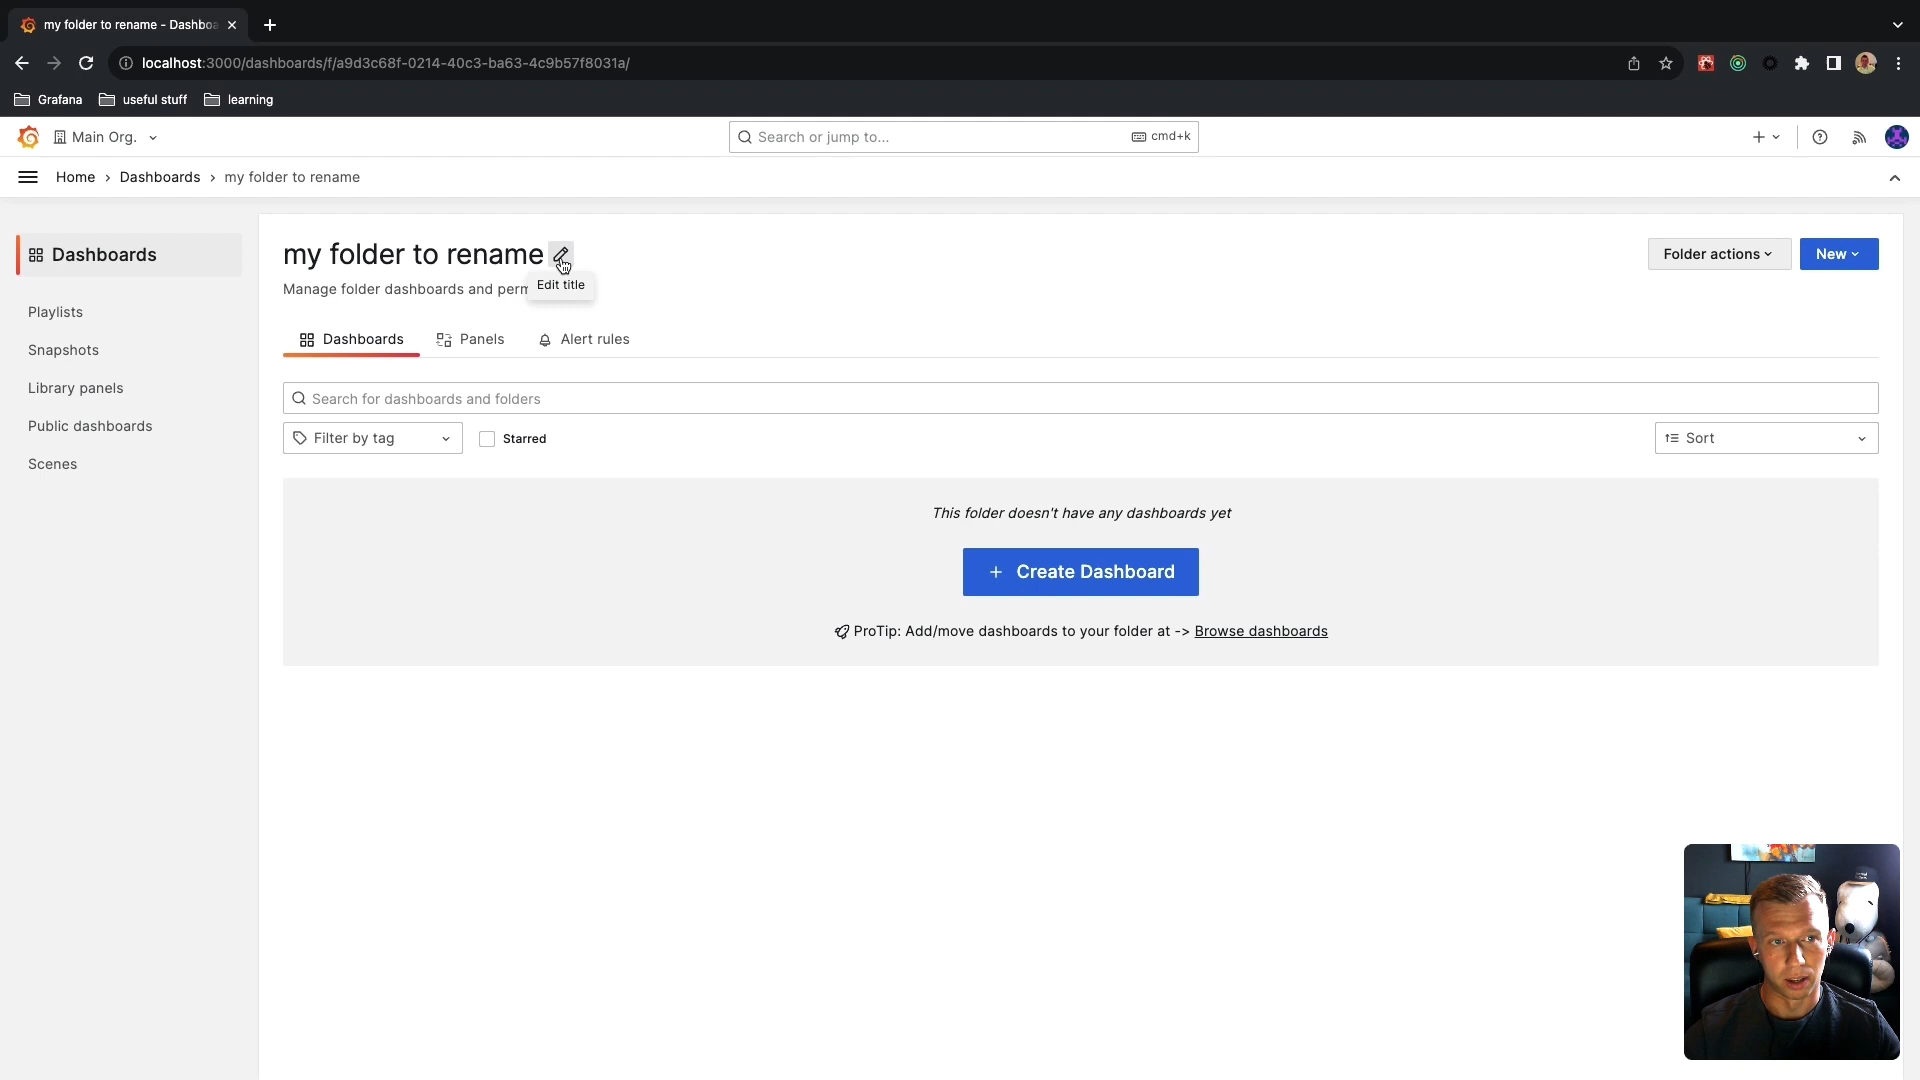 my folder to rename - Dashboa
localhost:3000/dashboards/f/a9d3c68f-0214-40c3-ba63-4c9b57f8031a/
Grafana useful stuff learning
Main Org. Search or jump to... cmd+k
Home › Dashboards › my folder to rename
Dashboards
Playlists
Snapshots
Library panels
Public dashboards
Scenes
my folder to rename
Folder actions New
Manage folder dashboards and perm
Edit title
Dashboards Panels Alert rules
Search for dashboards and folders
Filter by tag Starred Sort
This folder doesn't have any dashboards yet
+ Create Dashboard
ProTip: Add/move dashboards to your folder at -> Browse dashboards